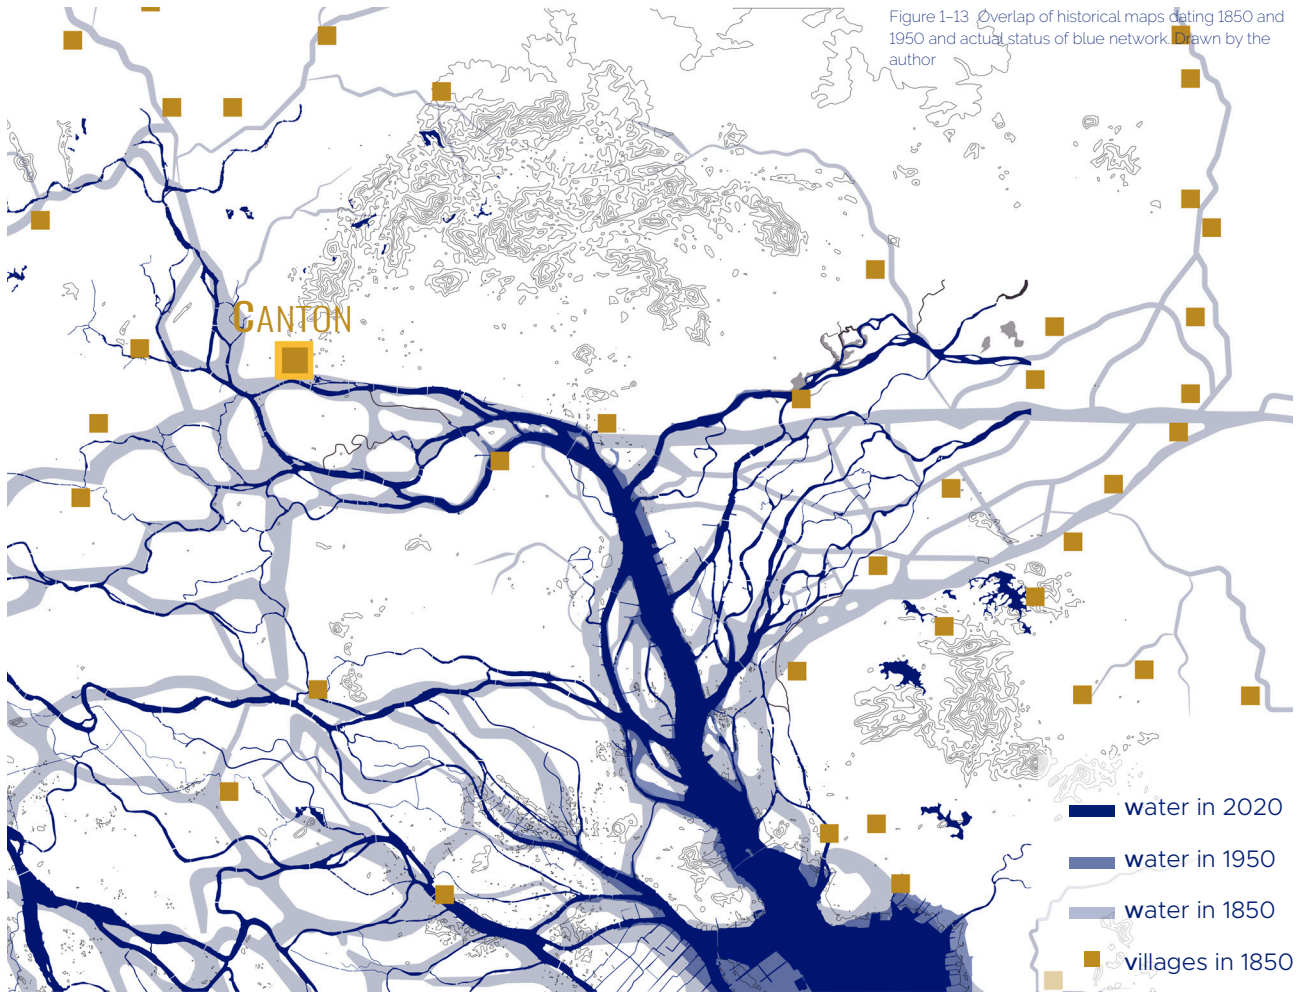 Figure 1–13 Overlap of historical maps dating 1850 and
1950 and actual status of blue network. Drawn by the
author
CANTON
water in 2020
water in 1950
water in 1850
villages in 1850